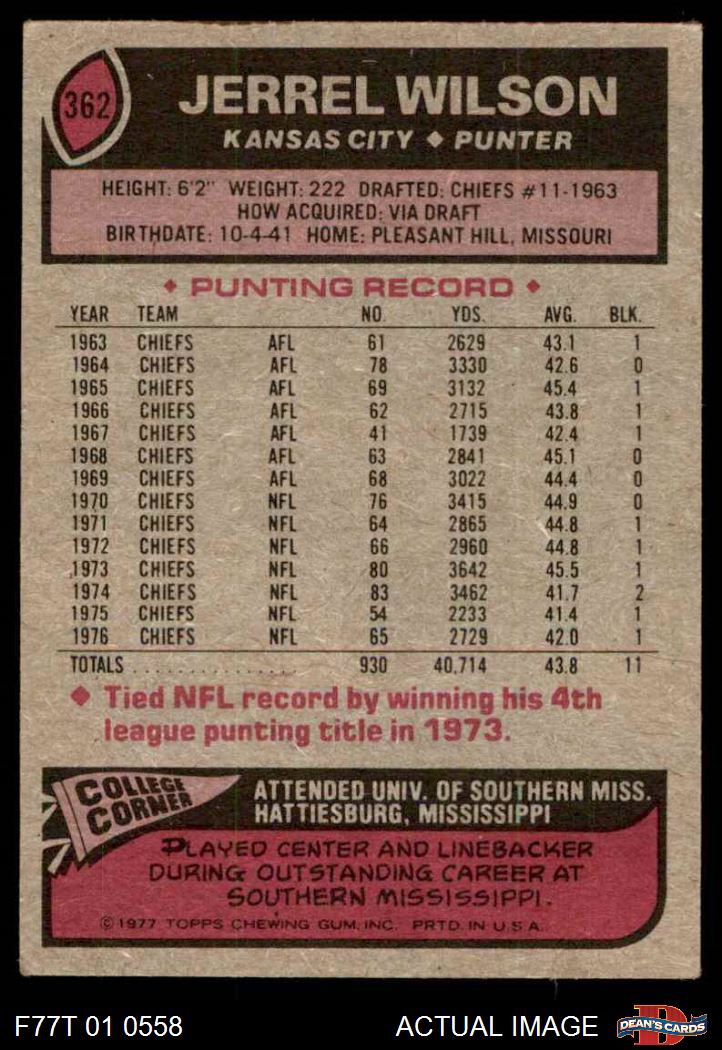 362
JERREL WILSON
KANSAS CITY ♦ PUNTER
HEIGHT: 6'2" WEIGHT: 222 DRAFTED: CHIEFS #11-1963
HOW ACQUIRED: VIA DRAFT
BIRTHDATE: 10-4-41 HOME: PLEASANT HILL, MISSOURI
♦ PUNTING RECORD ♦
YEAR TEAM NO. YDS. AVG. BLK.
1963 CHIEFS AFL 61 2629 43.1 1
1964 CHIEFS AFL 78 3330 42.6 0
1965 CHIEFS AFL 69 3132 45.4 1
1966 CHIEFS AFL 62 2715 43.8 1
1967 CHIEFS AFL 41 1739 42.4 1
1968 CHIEFS AFL 63 2841 45.1 0
1969 CHIEFS AFL 68 3022 44.4 0
1970 CHIEFS NFL 76 3415 44.9 0
1971 CHIEFS NFL 64 2865 44.8 1
1972 CHIEFS NFL 66 2960 44.8 1
1973 CHIEFS NFL 80 3642 45.5 1
1974 CHIEFS NFL 83 3462 41.7 2
1975 CHIEFS NFL 54 2233 41.4 1
1976 CHIEFS NFL 65 2729 42.0 1
TOTALS ................ 930 40,714 43.8 11
♦ Tied NFL record by winning his 4th
league punting title in 1973.
COLLEGE
CORNER
ATTENDED UNIV. OF SOUTHERN MISS.
HATTIESBURG, MISSISSIPPI
PLAYED CENTER AND LINEBACKER
DURING OUTSTANDING CAREER AT
SOUTHERN MISSISSIPPI.
© 1977 TOPPS CHEWING GUM, INC. PRTD. IN U.S.A.
F77T 01 0558
ACTUAL IMAGE
D
DEAN'S CARDS